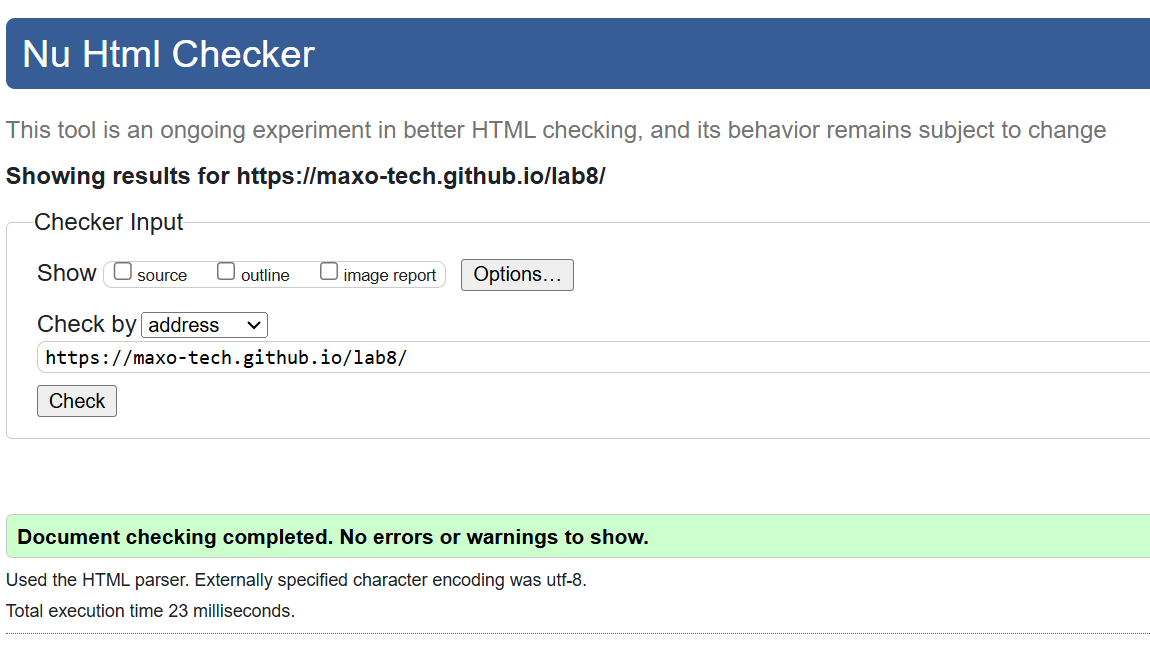 Nu Html Checker
This tool is an ongoing experiment in better HTML checking, and its behavior remains subject to change
Showing results for https://maxo-tech.github.io/lab8/
Checker Input
Show source outline image report Options...
Check by address
https://maxo-tech.github.io/lab8/
Check
Document checking completed. No errors or warnings to show.
Used the HTML parser. Externally specified character encoding was utf-8.
Total execution time 23 milliseconds.